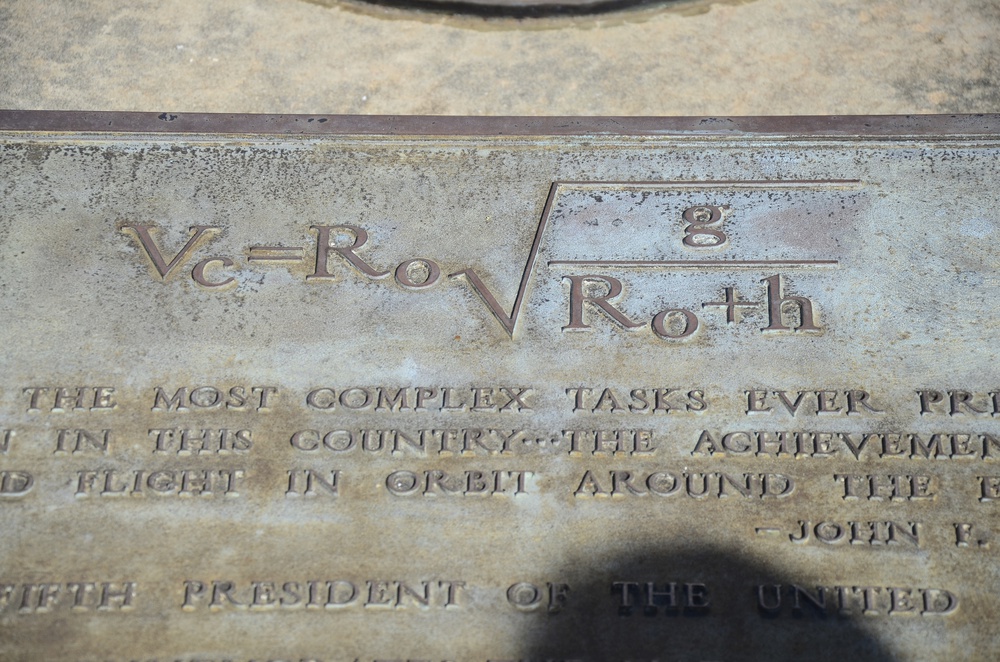 Vc=Ro√g/(Ro+h)
THE MOST COMPLEX TASKS EVER
IN THIS COUNTRY···THE
FLIGHT IN ORBIT AROUND THE
-JOHN F.
PRESIDENT OF THE UNITED